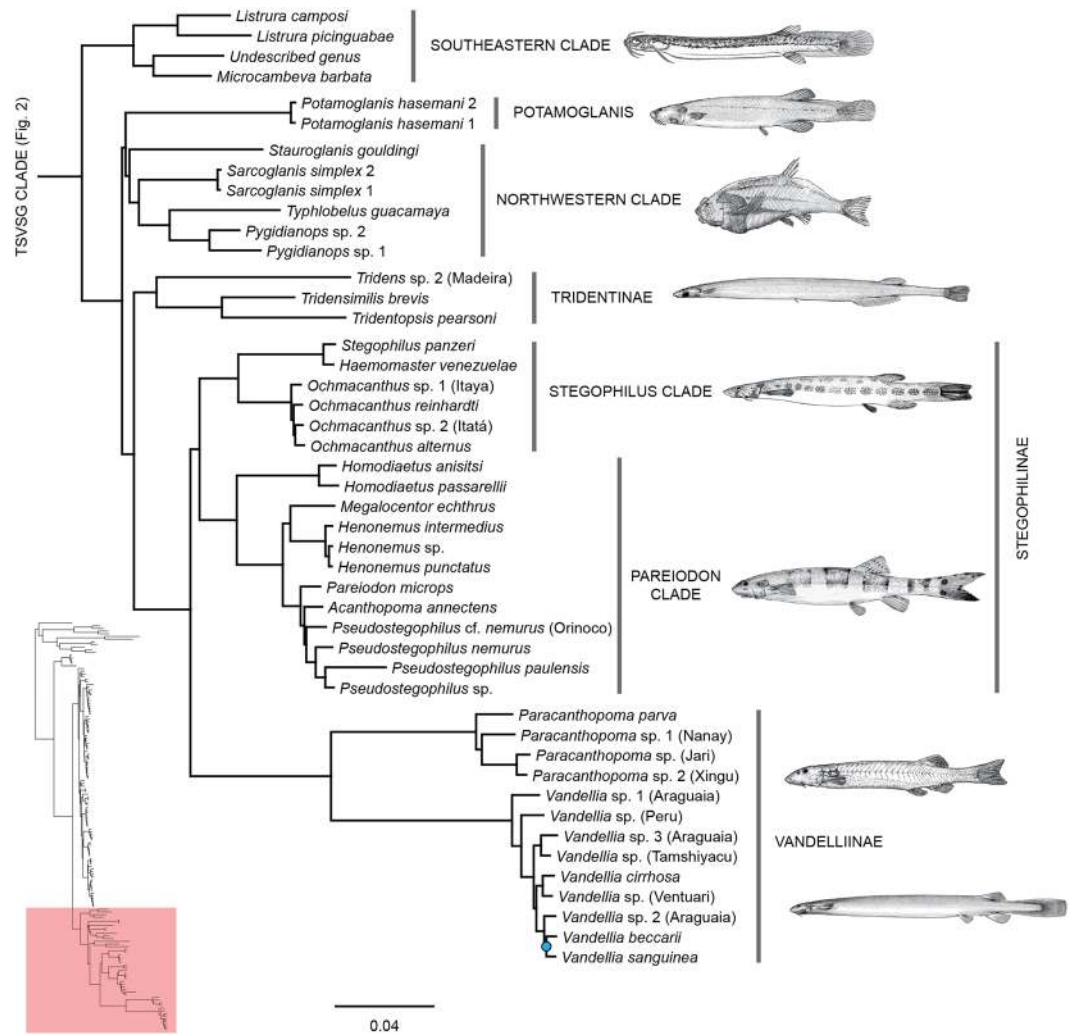 TSVSG CLADE (Fig. 2)
Listrura camposi
Listrura picinguabae
Undescribed genus
Microcambeva barbata
SOUTHEASTERN CLADE
Potamoglanis hasemani 2
Potamoglanis hasemani 1
POTAMOGLANIS
Stauroglanis gouldingi
Sarcoglanis simplex 2
Sarcoglanis simplex 1
Typhlobelus guacamaya
Pygidianops sp. 2
Pygidianops sp. 1
NORTHWESTERN CLADE
Tridens sp. 2 (Madeira)
Tridensimilis brevis
Tridentopsis pearsoni
TRIDENTINAE
Stegophilus panzeri
Haemomaster venezuelae
Ochmacanthus sp. 1 (Itaya)
Ochmacanthus reinhardti
Ochmacanthus sp. 2 (Itatá)
Ochmacanthus alternus
STEGOPHILUS CLADE
Homodiaetus anisitsi
Homodiaetus passarellii
Megalocentor echthrus
Henonemus intermedius
Henonemus sp.
Henonemus punctatus
Pareiodon microps
Acanthopoma annectens
Pseudostegophilus cf. nemurus (Orinoco)
Pseudostegophilus nemurus
Pseudostegophilus paulensis
Pseudostegophilus sp.
PAREIODON
CLADE
STEGOPHILINAE
Paracanthopoma parva
Paracanthopoma sp. 1 (Nanay)
Paracanthopoma sp. (Jari)
Paracanthopoma sp. 2 (Xingu)
Vandellia sp. 1 (Araguaia)
Vandellia sp. (Peru)
Vandellia sp. 3 (Araguaia)
Vandellia sp. (Tamshiyacu)
Vandellia cirrhosa
Vandellia sp. (Ventuari)
Vandellia sp. 2 (Araguaia)
Vandellia beccarii
Vandellia sanguinea
VANDELLIINAE
0.04